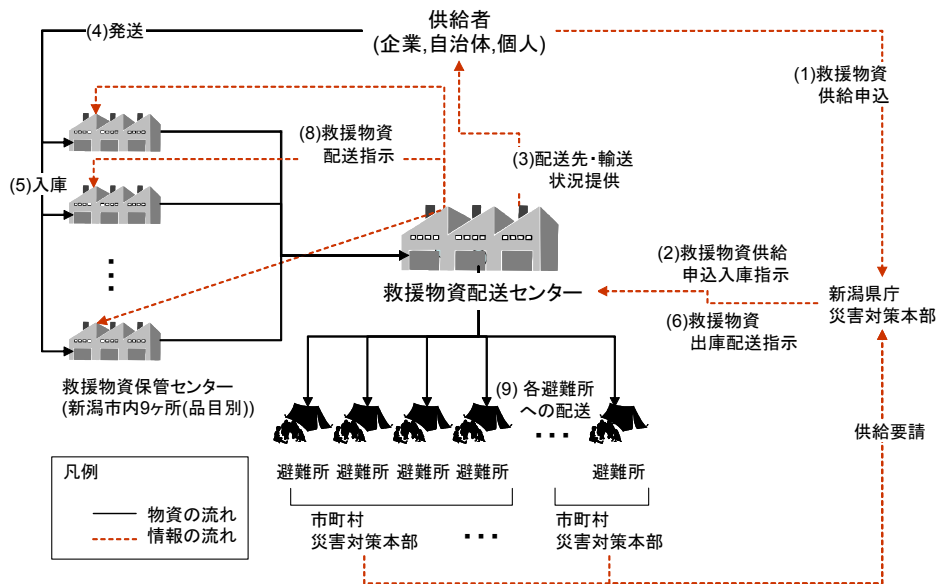 供給者
(企業,自治体,個人)
(4)発送
(1)救援物資
供給申込
(8)救援物資
配送指示
(3)配送先・輸送
状況提供
(5)入庫
(2)救援物資供給
申込入庫指示
救援物資配送センター
新潟県庁
災害対策本部
(6)救援物資
出庫配送指示
救援物資保管センター
(新潟市内9ヶ所(品目別))
(9) 各避難所
への配送
供給要請
避難所 避難所 避難所 避難所 避難所
市町村
災害対策本部
市町村
災害対策本部
凡例
物資の流れ
情報の流れ